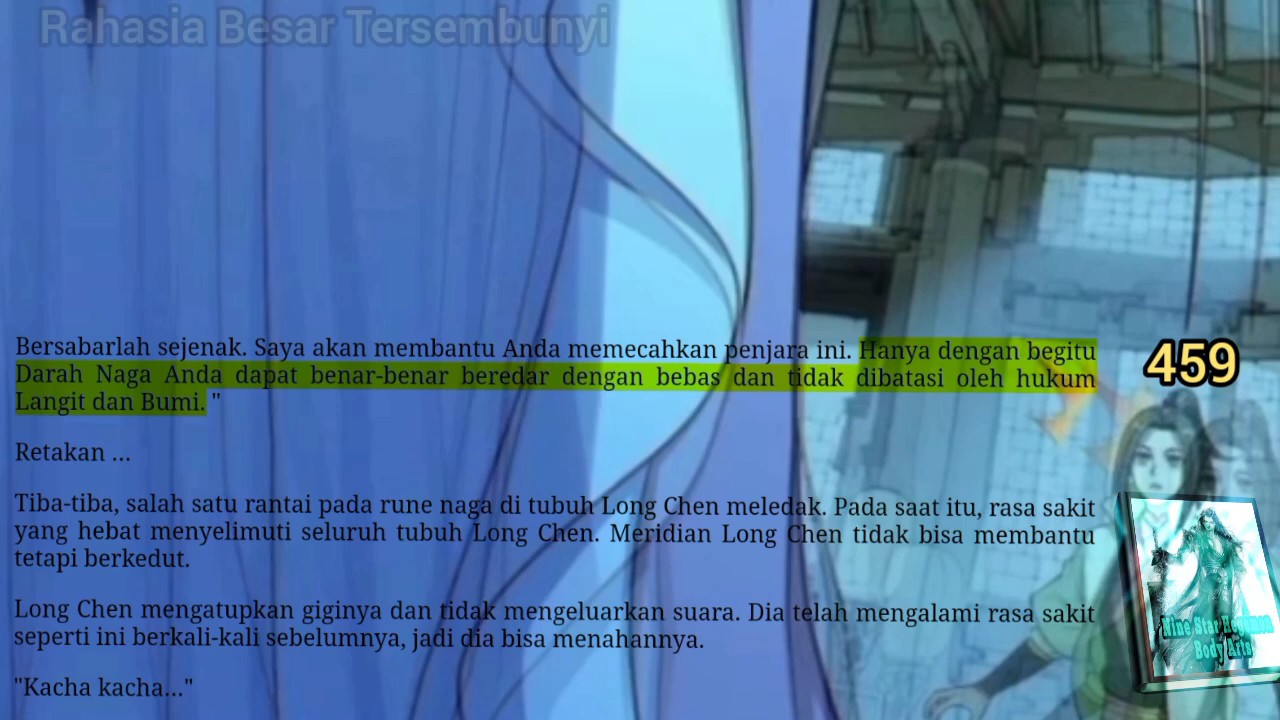 Rahasia Besar Tersembunyi
Bersabarlah sejenak. Saya akan membantu Anda memecahkan penjara ini. Hanya dengan begitu
Darah Naga Anda dapat benar-benar beredar dengan bebas dan tidak dibatasi oleh hukum
Langit dan Bumi. "
459
Retakan ...
Tiba-tiba, salah satu rantai pada rune naga di tubuh Long Chen meledak. Pada saat itu, rasa sakit
yang hebat menyelimuti seluruh tubuh Long Chen. Meridian Long Chen tidak bisa membantu
tetapi berkedut.
Long Chen mengatupkan giginya dan tidak mengeluarkan suara. Dia telah mengalami rasa sakit
seperti ini berkali-kali sebelumnya, jadi dia bisa menahannya.
"Kacha kacha..."
Nine Star
Body Arts